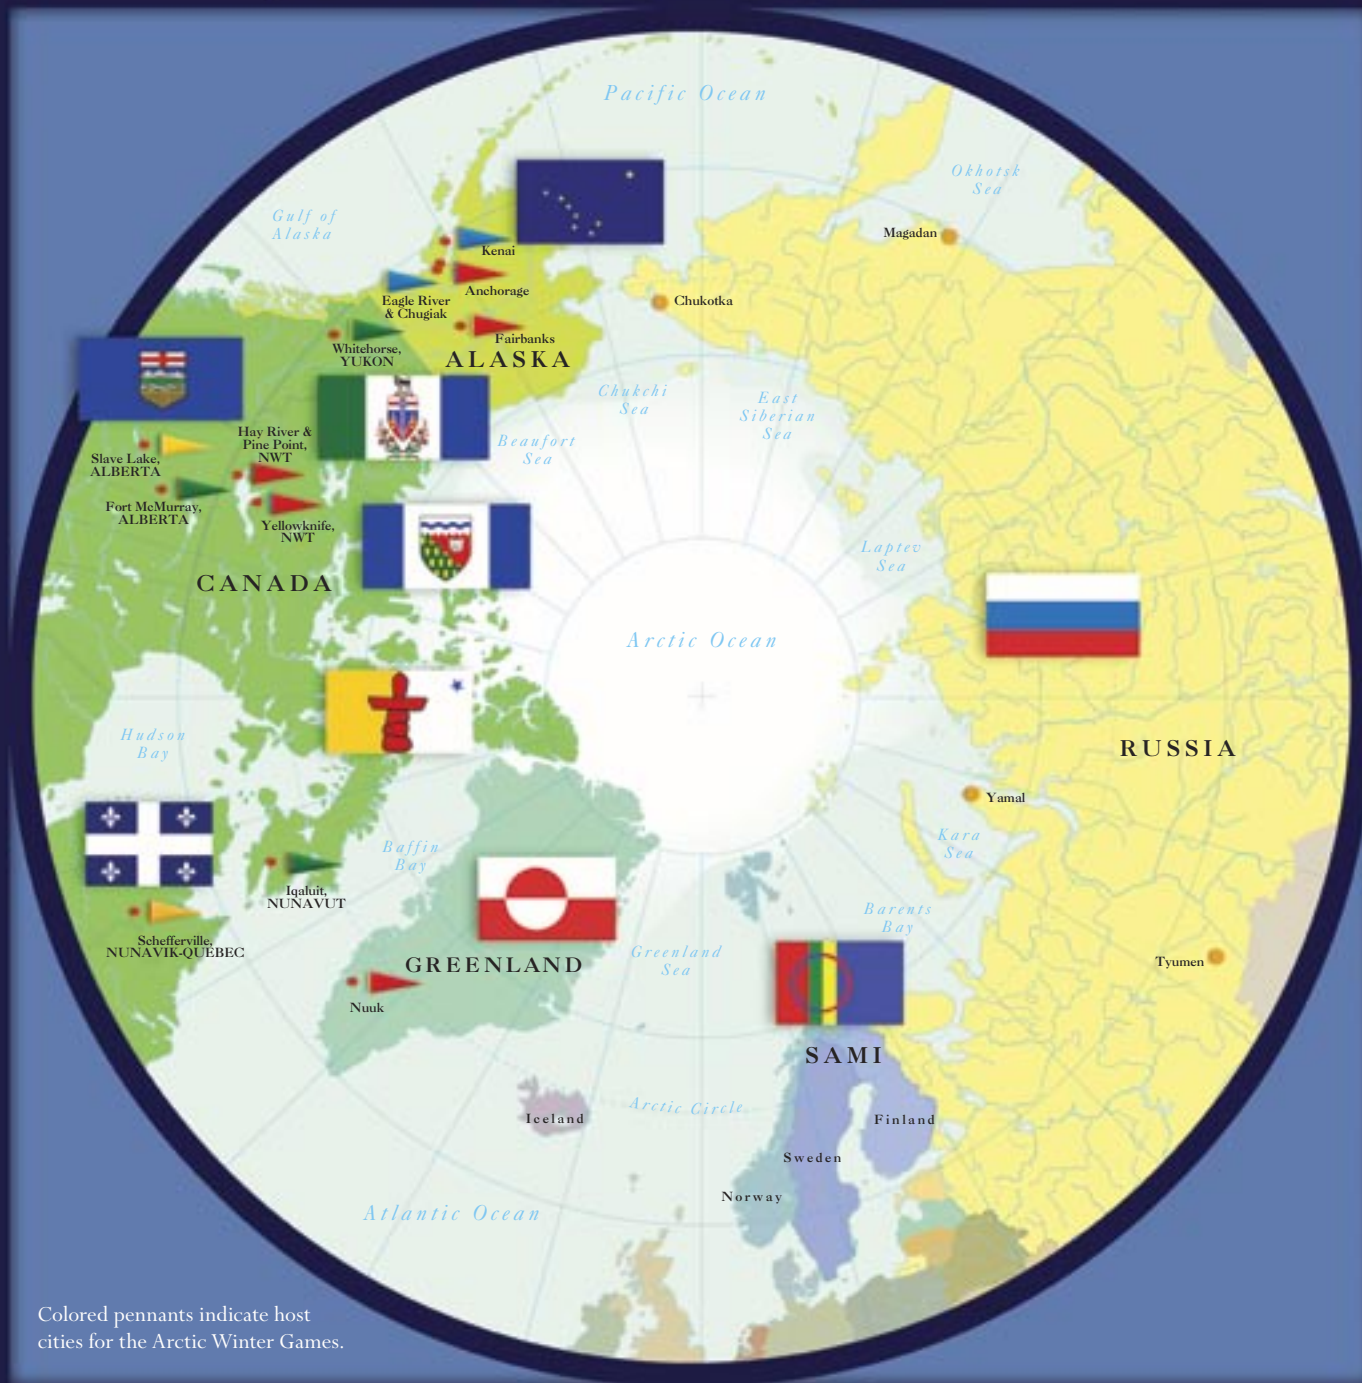 Pacific Ocean
Okhotsk
Sea
Gulf of
Alaska
Magadan
Kenai
Anchorage
Eagle River
& Chugiak
Chukotka
Fairbanks
Whitehorse,
YUKON
ALASKA
Chukchi
Sea
East
Siberian
Sea
Beaufort
Sea
Hay River &
Pine Point,
NWT
Slave Lake,
ALBERTA
Fort McMurray,
ALBERTA
Yellowknife,
NWT
Laptev
Sea
CANADA
Arctic Ocean
Hudson
Bay
RUSSIA
Yamal
Kara
Sea
Baffin
Bay
Iqaluit,
NUNAVUT
Barents
Bay
Schefferville,
NUNAVIK-QUEBEC
Greenland
Sea
GREENLAND
Tyumen
Nuuk
SAMI
Arctic Circle
Iceland
Finland
Sweden
Norway
Atlantic Ocean
Colored pennants indicate host
cities for the Arctic Winter Games.